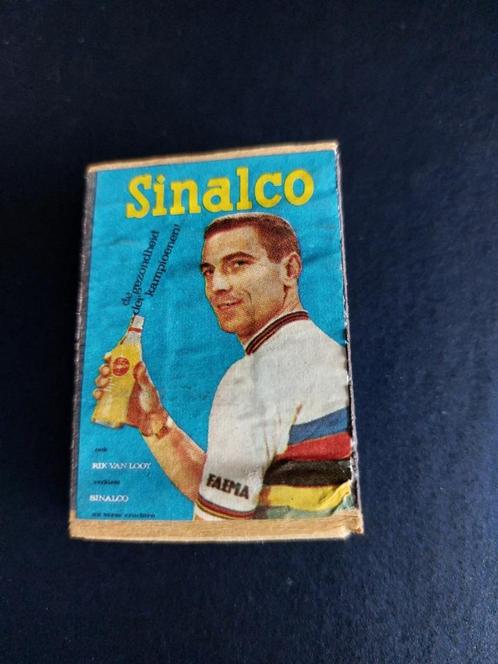 Sinalco
de gezondheid
der kampioenen!
ook
RIK VAN LOOY
verkiest
SINALCO
FAEMA